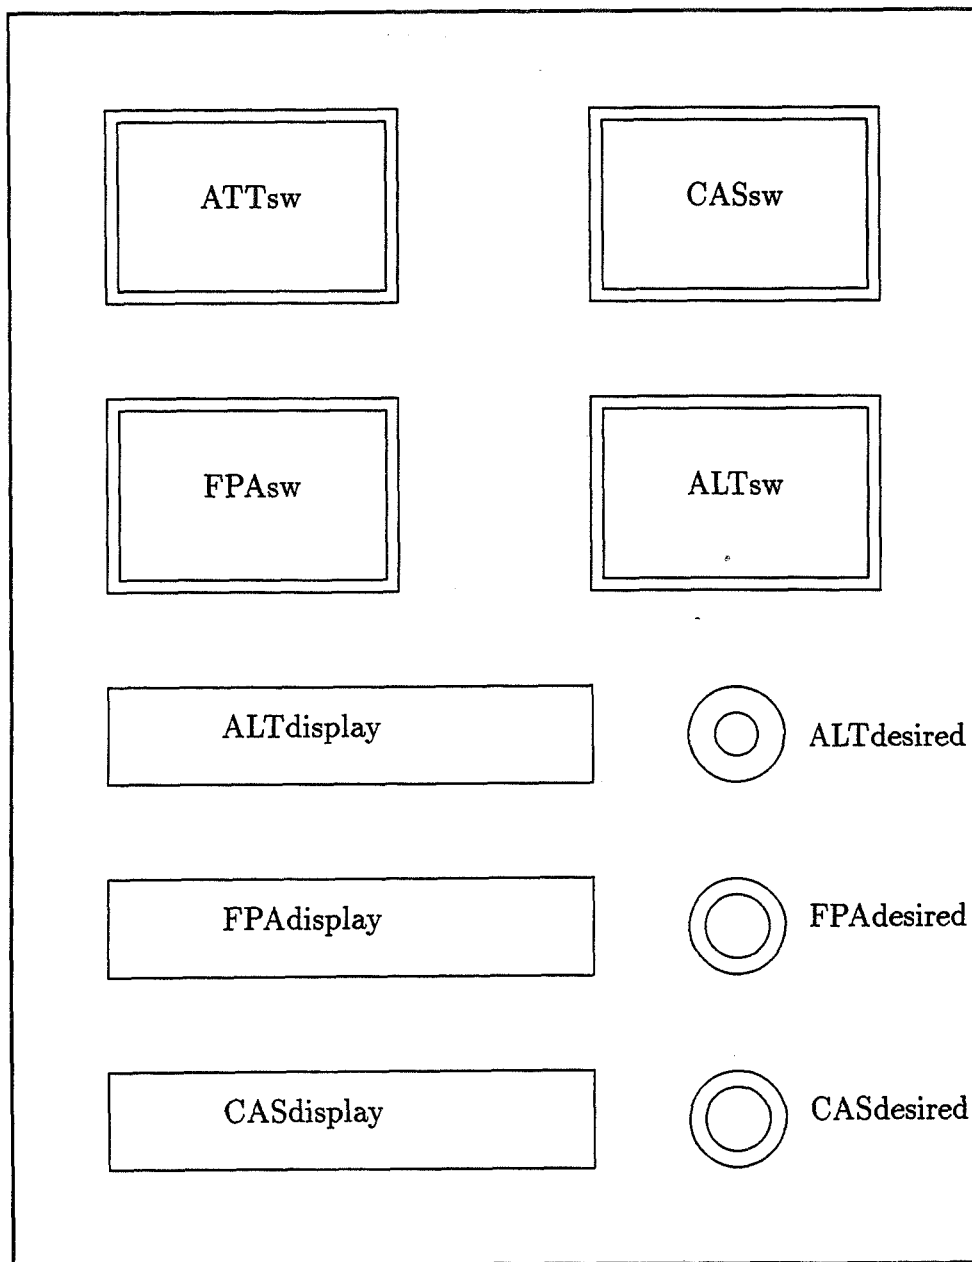 ATTsw
CASsw
FPAsw
ALTsw
ALTdisplay
ALTdesired
FPAdisplay
FPAdesired
CASdisplay
CASdesired